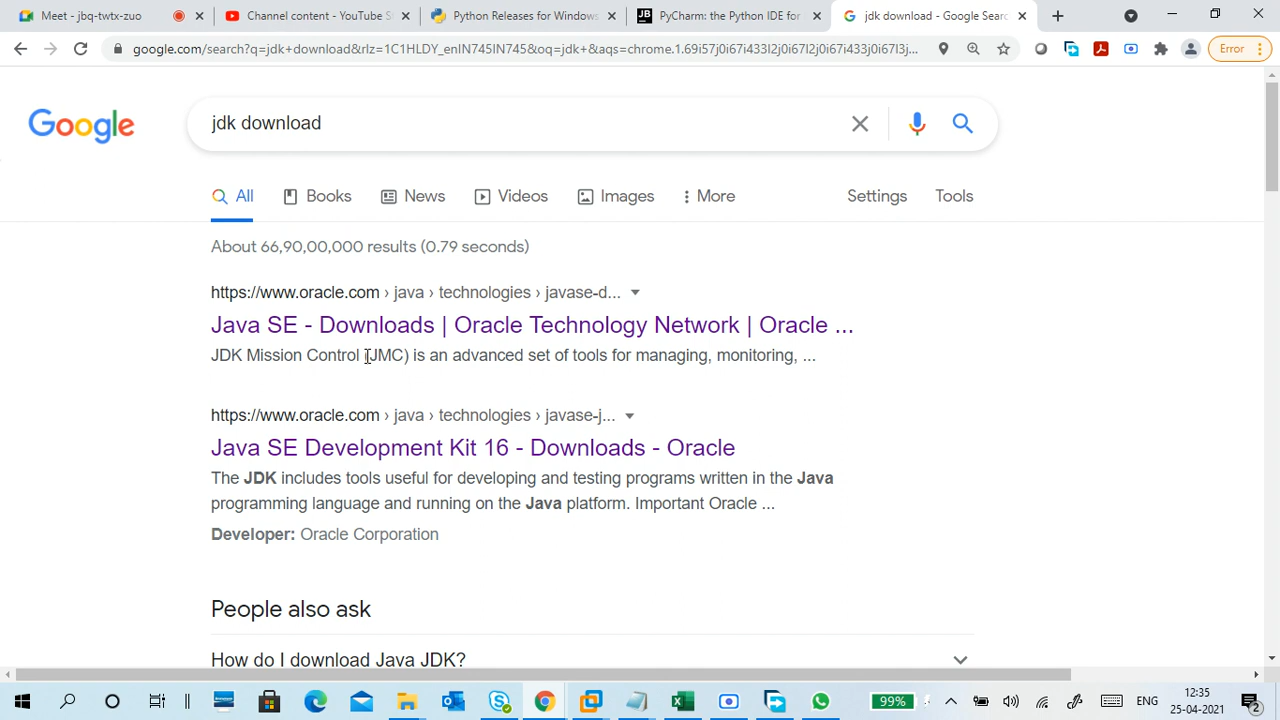 Meet - jbq-twtx-zuo
Channel content - YouTube S
Python Releases for Windows
PyCharm: the Python IDE for
jdk download - Google Searc
google.com/search?q=jdk+download&rlz=1C1HLDY_enIN745IN745&oq=jdk+&aqs=chrome.1.69i57j0i67i433l2j0i67l2j0i67i433j0i67l3j...
Error
Google
jdk download
All
Books
News
Videos
Images
More
Settings
Tools
About 66,90,00,000 results (0.79 seconds)
https://www.oracle.com › java › technologies › javase-d...
Java SE - Downloads | Oracle Technology Network | Oracle ...
JDK Mission Control (JMC) is an advanced set of tools for managing, monitoring, ...
https://www.oracle.com › java › technologies › javase-j...
Java SE Development Kit 16 - Downloads - Oracle
The JDK includes tools useful for developing and testing programs written in the Java
programming language and running on the Java platform. Important Oracle ...
Developer: Oracle Corporation
People also ask
How do I download Java JDK?
99%
ENG
12:35
25-04-2021
2